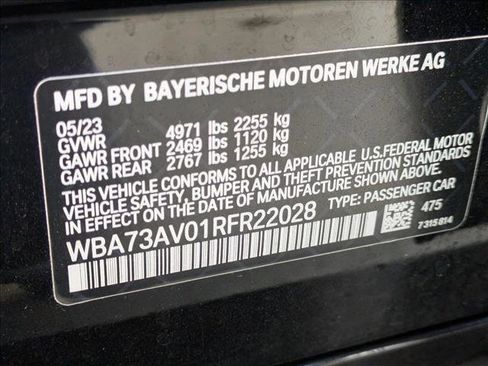 MFD BY BAYERISCHE MOTOREN WERKE AG
05/23
GVWR 4971 lbs 2255 kg
GAWR FRONT 2469 lbs 1120 kg
GAWR REAR 2767 lbs 1255 kg
THIS VEHICLE CONFORMS TO ALL APPLICABLE U.S.FEDERAL MOTOR
VEHICLE SAFETY, BUMPER AND THEFT PREVENTION STANDARDS
IN EFFECT ON THE DATE OF MANUFACTURE SHOWN ABOVE.
WBA73AV01RFR22028 TYPE: PASSENGER CAR
475
7315814